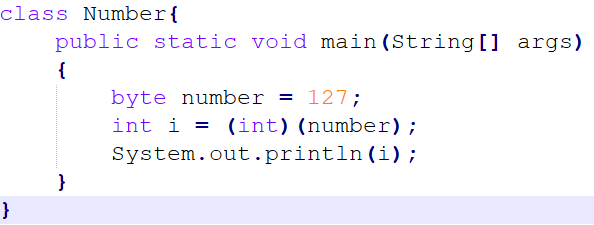 class Number{
    public static void main(String[] args)
    {
        byte number = 127;
        int i = (int)(number);
        System.out.println(i);
    }
}